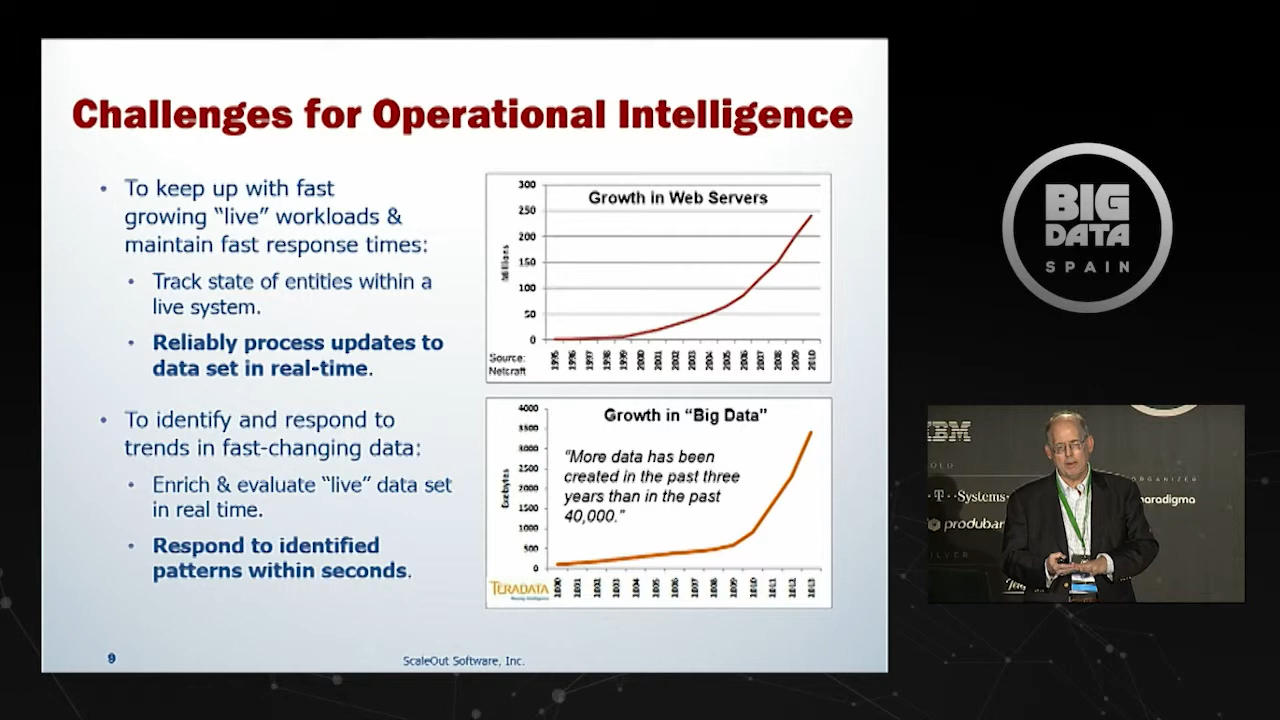 Challenges for Operational Intelligence
• To keep up with fast
growing “live” workloads &
maintain fast response times:
• Track state of entities within a
live system.
• Reliably process updates to
data set in real-time.
• To identify and respond to
trends in fast-changing data:
• Enrich & evaluate “live” data set
in real time.
• Respond to identified
patterns within seconds.
Growth in Web Servers
Millions
300
250
200
150
100
50
0
1995 1996 1997 1998 1999 2000 2001 2002 2003 2004 2005 2006 2007 2008 2009 2010
Source:
Netcraft
Growth in “Big Data”
“More data has been
created in the past three
years than in the past
40,000.”
Exabytes
4000
3500
3000
2500
2000
1500
1000
500
0
TERADATA
9
ScaleOut Software, Inc.
BIG
DATA
SPAIN
IBM
T · ·Systems
ORGANIZER
paradigma
produban